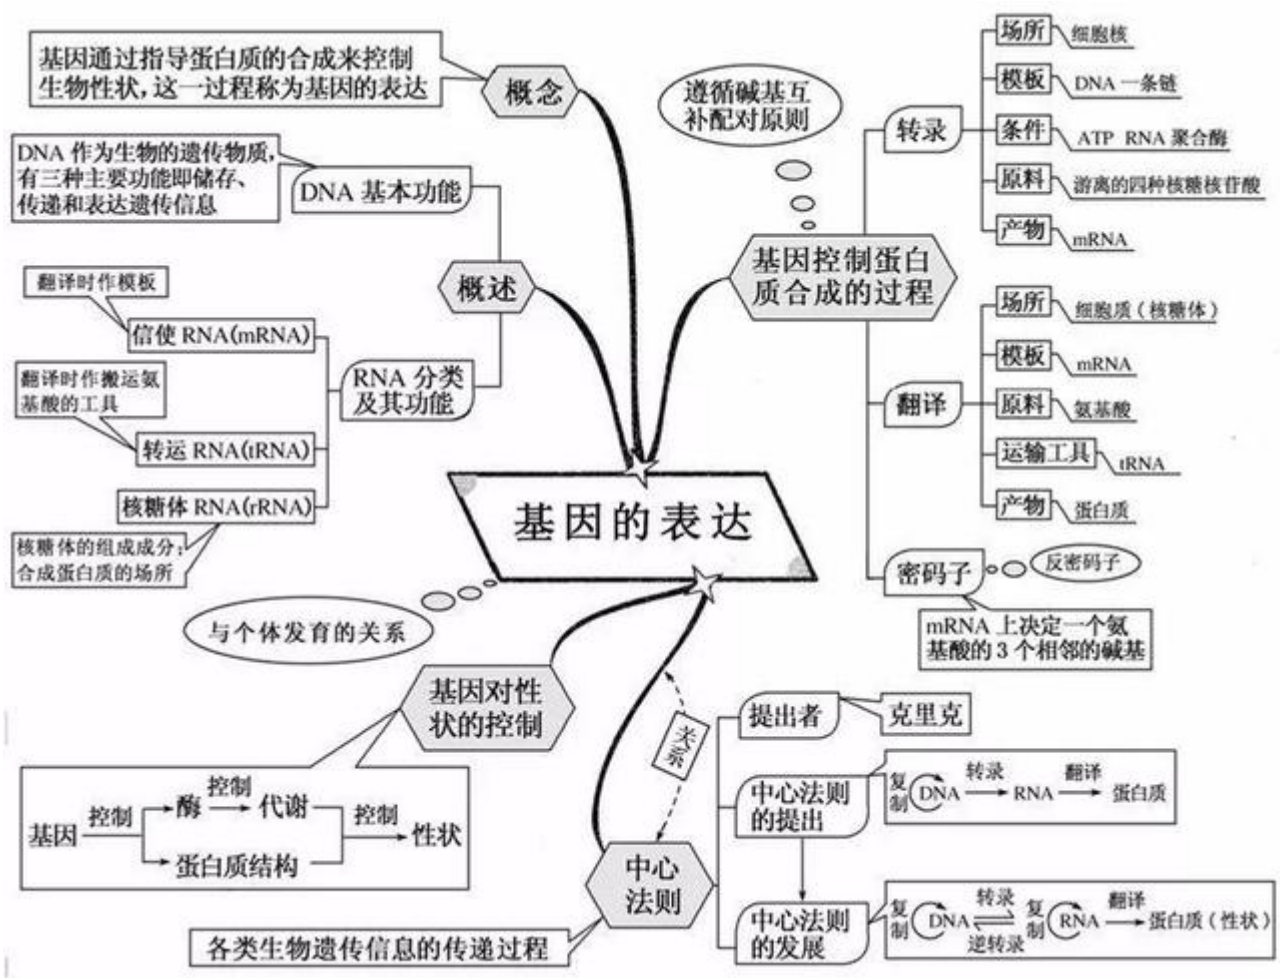 基因通过指导蛋白质的合成来控制
生物性状,这一过程称为基因的表达
概念
DNA 作为生物的遗传物质,
有三种主要功能即储存、
传递和表达遗传信息
DNA 基本功能
概述
翻译时作模板
信使 RNA(mRNA)
翻译时作搬运氨
基酸的工具
转运 RNA(tRNA)
核糖体 RNA(rRNA)
核糖体的组成成分;
合成蛋白质的场所
RNA 分类
及其功能
遵循碱基互
补配对原则
基因控制蛋白
质合成的过程
转录
场所
细胞核
模板
DNA 一条链
条件
ATP RNA 聚合酶
原料
游离的四种核糖核苷酸
产物
mRNA
翻译
场所
细胞质(核糖体)
模板
mRNA
原料
氨基酸
运输工具
tRNA
产物
蛋白质
密码子
反密码子
mRNA 上决定一个氨
基酸的 3 个相邻的碱基
基因的表达
与个体发育的关系
基因对性
状的控制
基因
控制
酶
控制
代谢
蛋白质结构
控制
性状
关系
中心
法则
各类生物遗传信息的传递过程
提出者
克里克
中心法则
的提出
复制
DNA
转录
RNA
翻译
蛋白质
中心法则
的发展
复制
DNA
转录
逆转录
复制
RNA
翻译
蛋白质(性状)